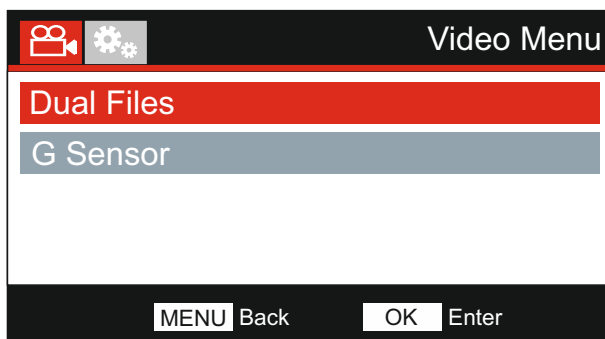 Video Menu
Dual Files
G Sensor
MENU Back OK Enter